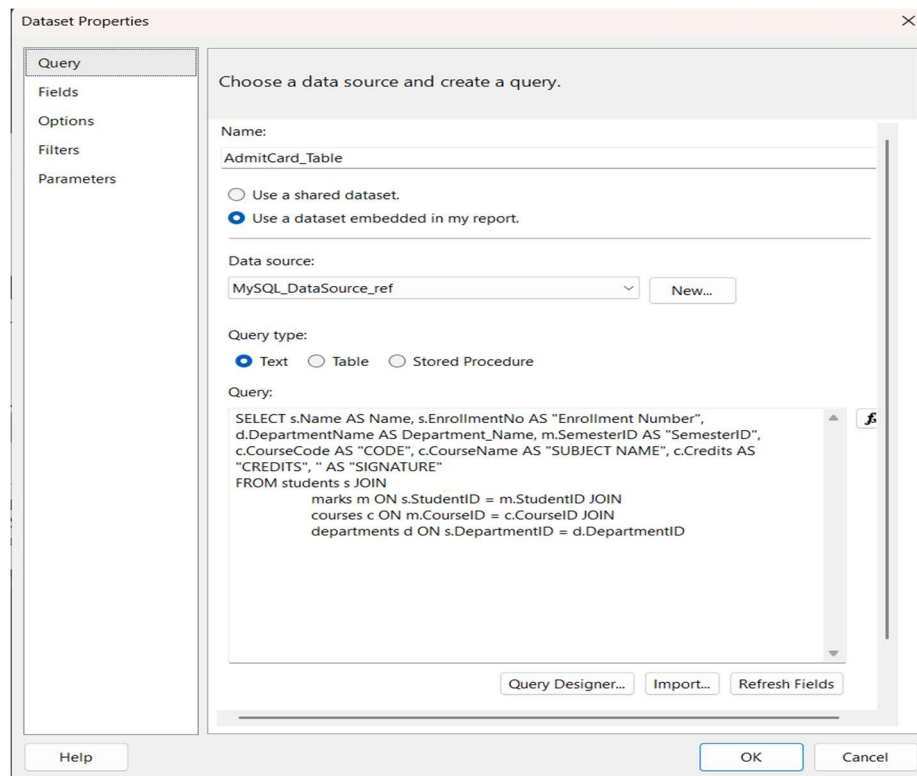 Dataset Properties
Query
Fields
Options
Filters
Parameters
Choose a data source and create a query.
Name:
AdmitCard_Table
Use a shared dataset.
Use a dataset embedded in my report.
Data source:
MySQL_DataSource_ref
New...
Query type:
Text Table Stored Procedure
Query:
SELECT s.Name AS Name, s.EnrollmentNo AS "Enrollment Number",
d.DepartmentName AS Department_Name, m.SemesterID AS "SemesterID",
c.CourseCode AS "CODE", c.CourseName AS "SUBJECT NAME", c.Credits AS
"CREDITS", '' AS "SIGNATURE"
FROM students s JOIN
marks m ON s.StudentID = m.StudentID JOIN
courses c ON m.CourseID = c.CourseID JOIN
departments d ON s.DepartmentID = d.DepartmentID
Query Designer... Import... Refresh Fields
Help OK Cancel